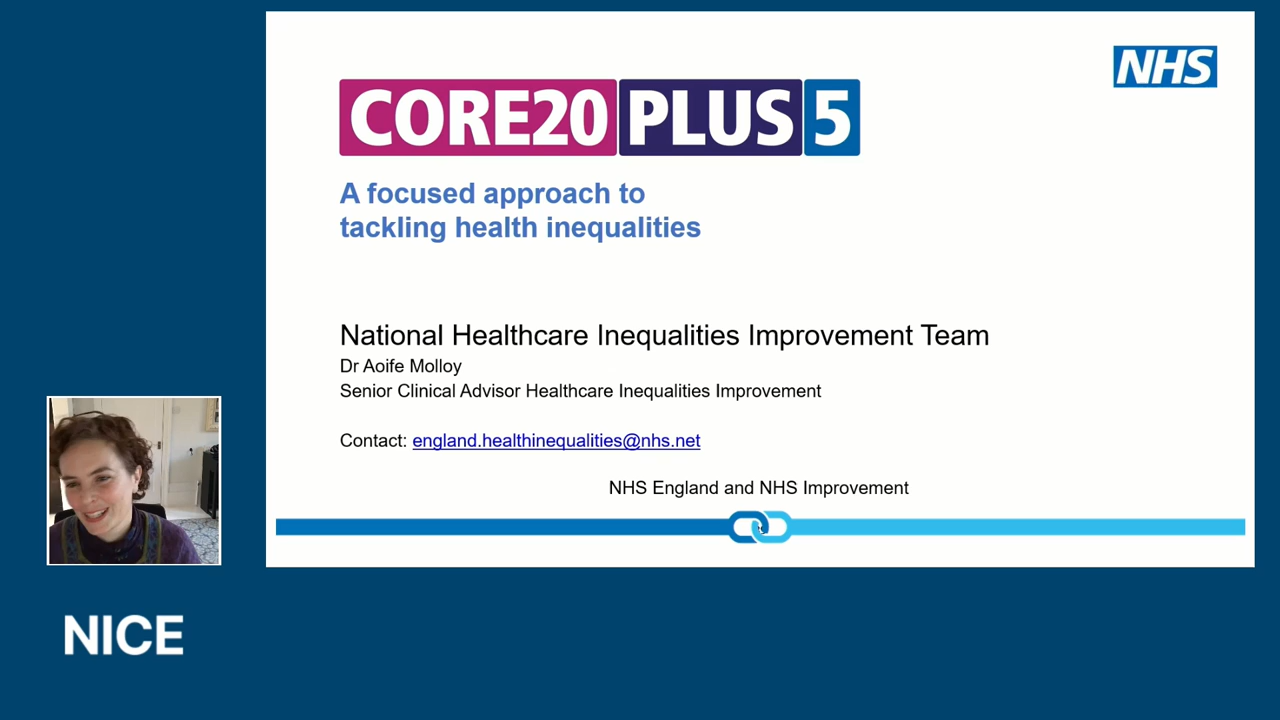 NHS
CORE20 PLUS 5
A focused approach to
tackling health inequalities
National Healthcare Inequalities Improvement Team
Dr Aoife Molloy
Senior Clinical Advisor Healthcare Inequalities Improvement
Contact: england.healthinequalities@nhs.net
NHS England and NHS Improvement
NICE